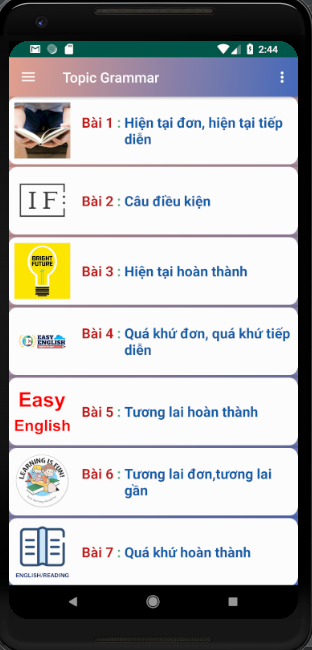 2:44
Topic Grammar
Bài 1 : Hiện tại đơn, hiện tại tiếp
diễn
IF
Bài 2 : Câu điều kiện
BRIGHT
FUTURE
Bài 3 : Hiện tại hoàn thành
EASY
ENGLISH
Bài 4 : Quá khứ đơn, quá khứ tiếp
diễn
Easy
English
Bài 5 : Tương lai hoàn thành
LEARNING IS FUN!
Bài 6 : Tương lai đơn,tương lai
gần
ENGLISH/READING
Bài 7 : Quá khứ hoàn thành